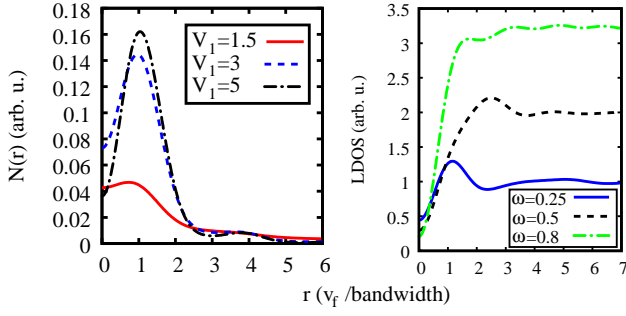 0.18
0.16
0.14
0.12
0.1
0.08
0.06
0.04
0.02
0
N(r) (arb. u.)
V₁=1.5
V₁=3
V₁=5
0 1 2 3 4 5 6
3.5
3
2.5
2
1.5
1
0.5
0
LDOS (arb. u.)
ω=0.25
ω=0.5
ω=0.8
0 1 2 3 4 5 6 7
r (v_f /bandwidth)